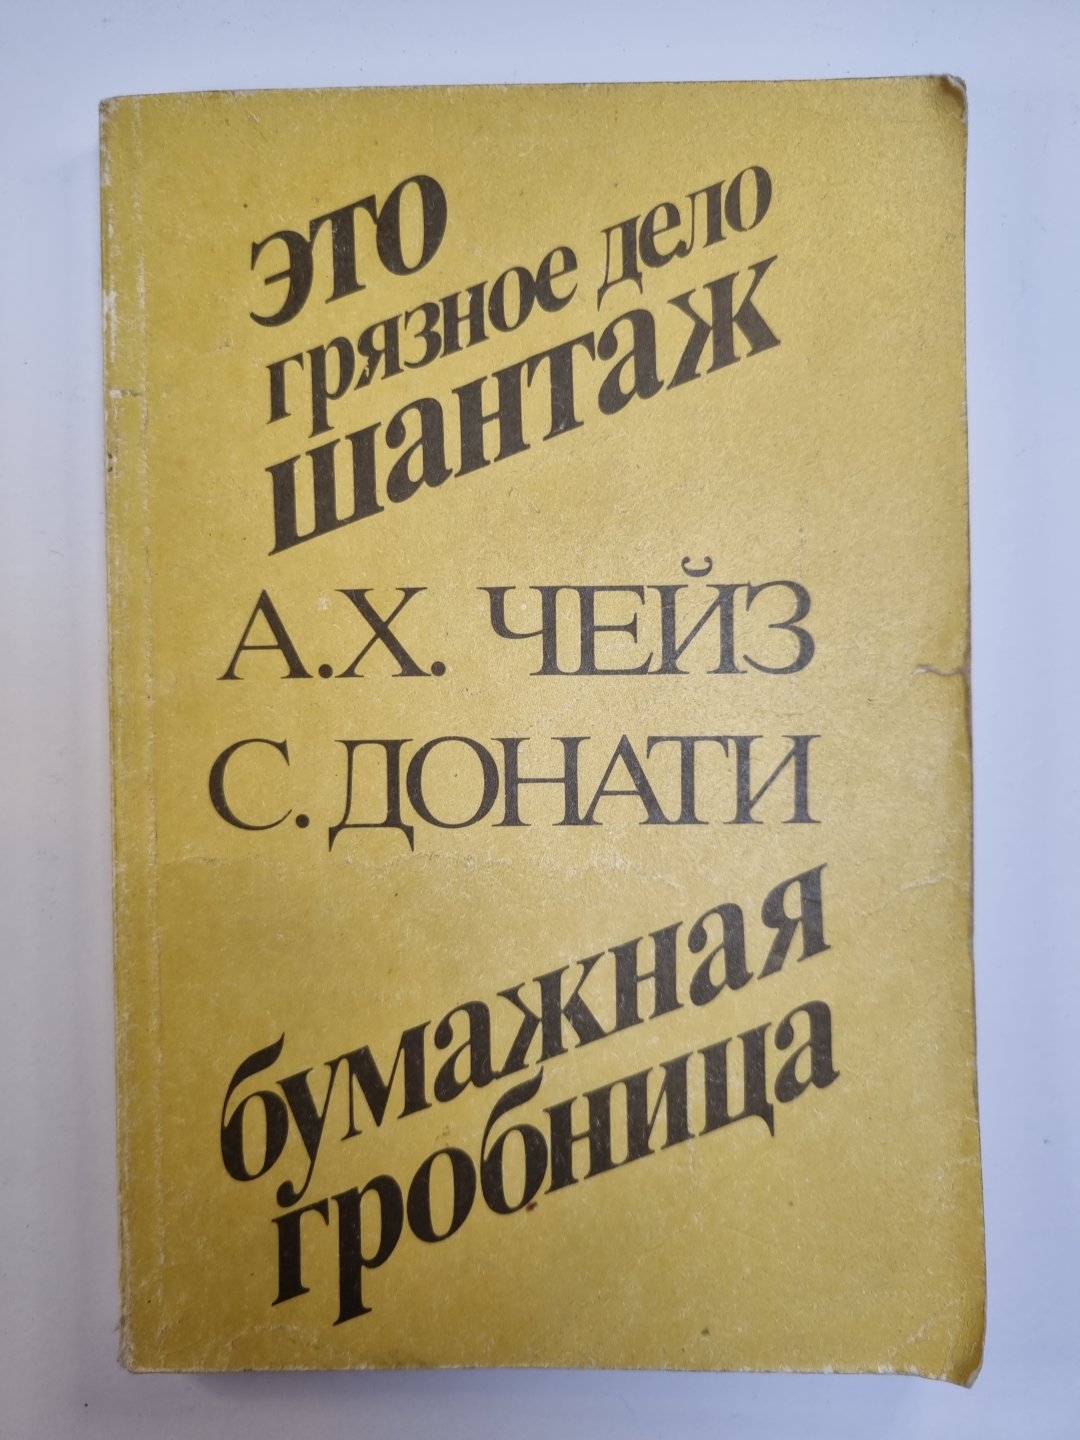 это
грязное дело
шантаж
А.Х. ЧЕЙЗ
С. ДОНАТИ
бумажная
гробница